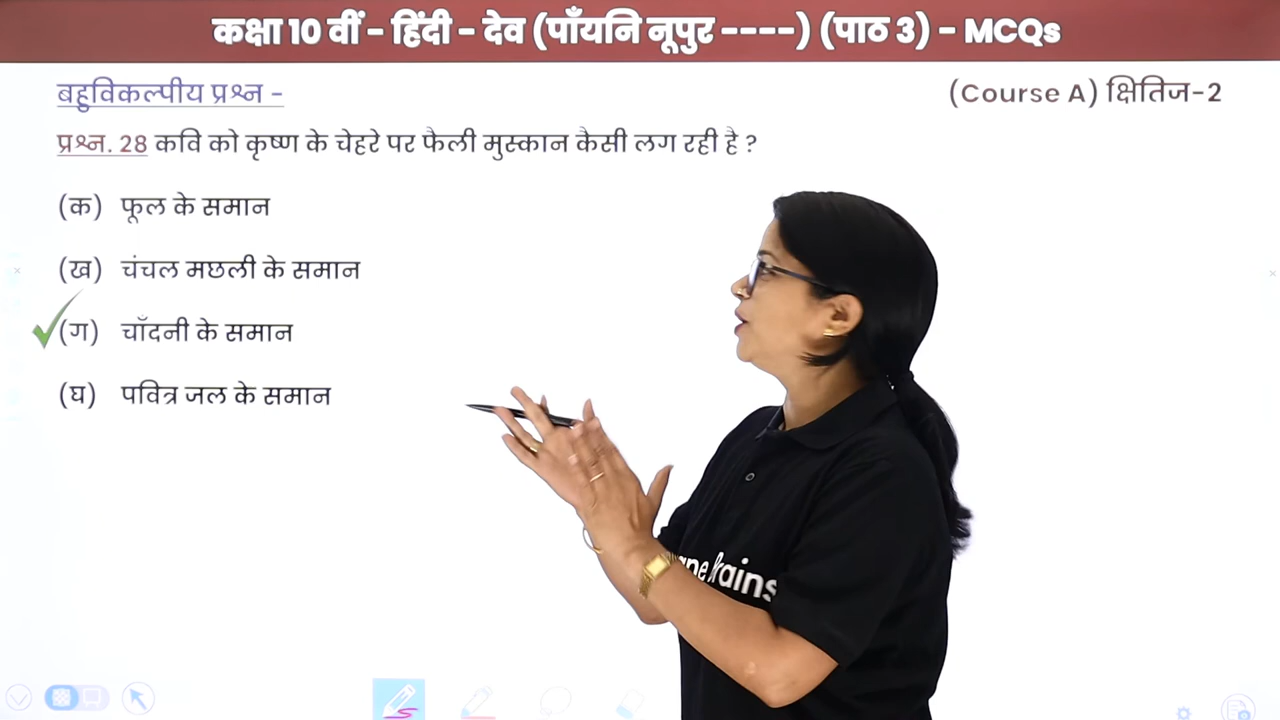 कक्षा 10 वीं - हिंदी - देव (पाँयनि नूपुर ----) (पाठ 3) - MCQs
बहुविकल्पीय प्रश्न -
(Course A) क्षितिज-2
प्रश्न. 28 कवि को कृष्ण के चेहरे पर फैली मुस्कान कैसी लग रही है ?
(क) फूल के समान
(ख) चंचल मछली के समान
(ग) चाँदनी के समान
(घ) पवित्र जल के समान
Brains